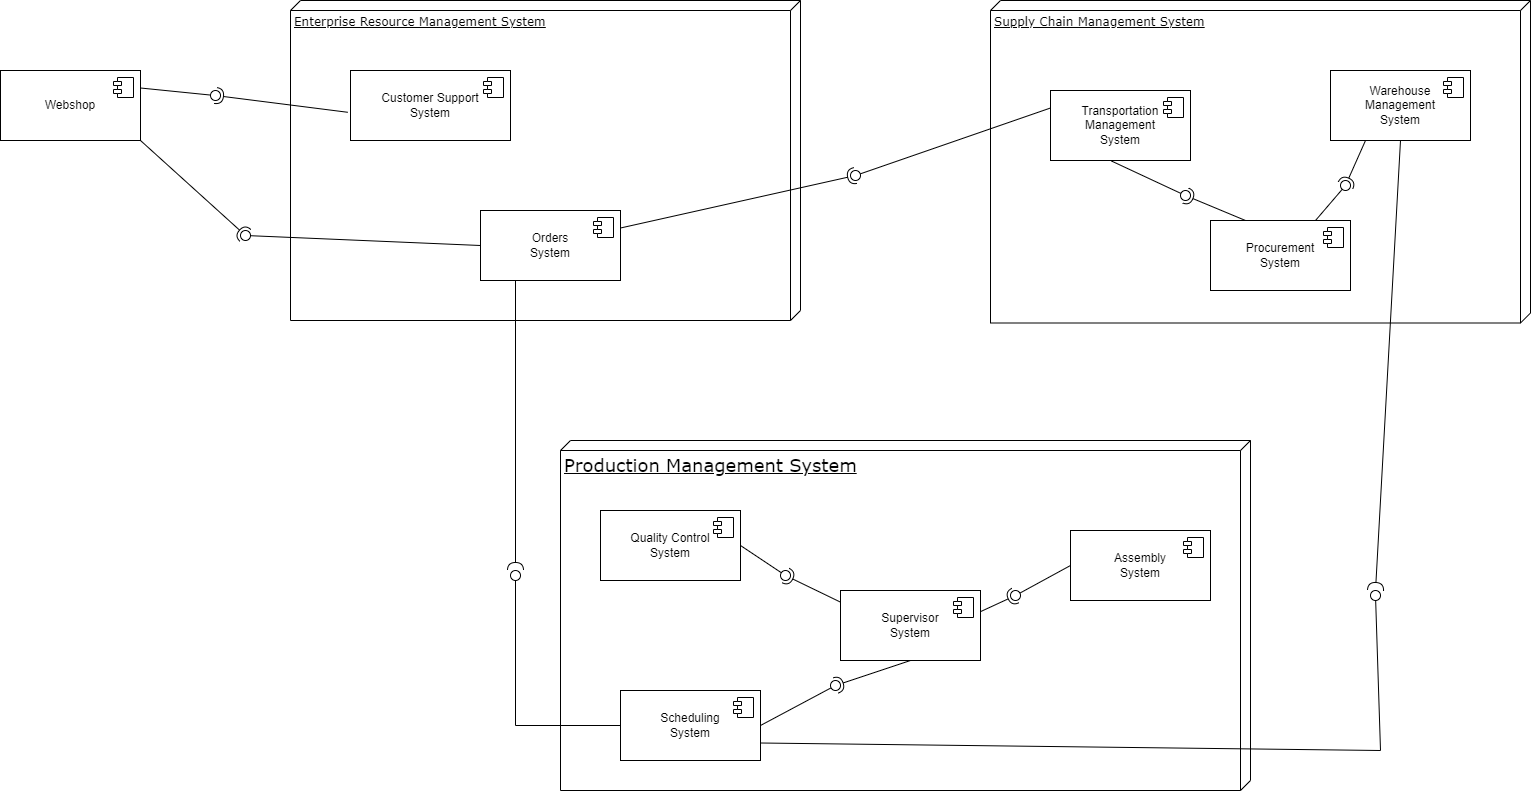 Enterprise Resource Management System
Supply Chain Management System
Webshop
Customer Support
System
Transportation
Management
System
Warehouse
Management
System
Orders
System
Procurement
System
Production Management System
Quality Control
System
Assembly
System
Supervisor
System
Scheduling
System